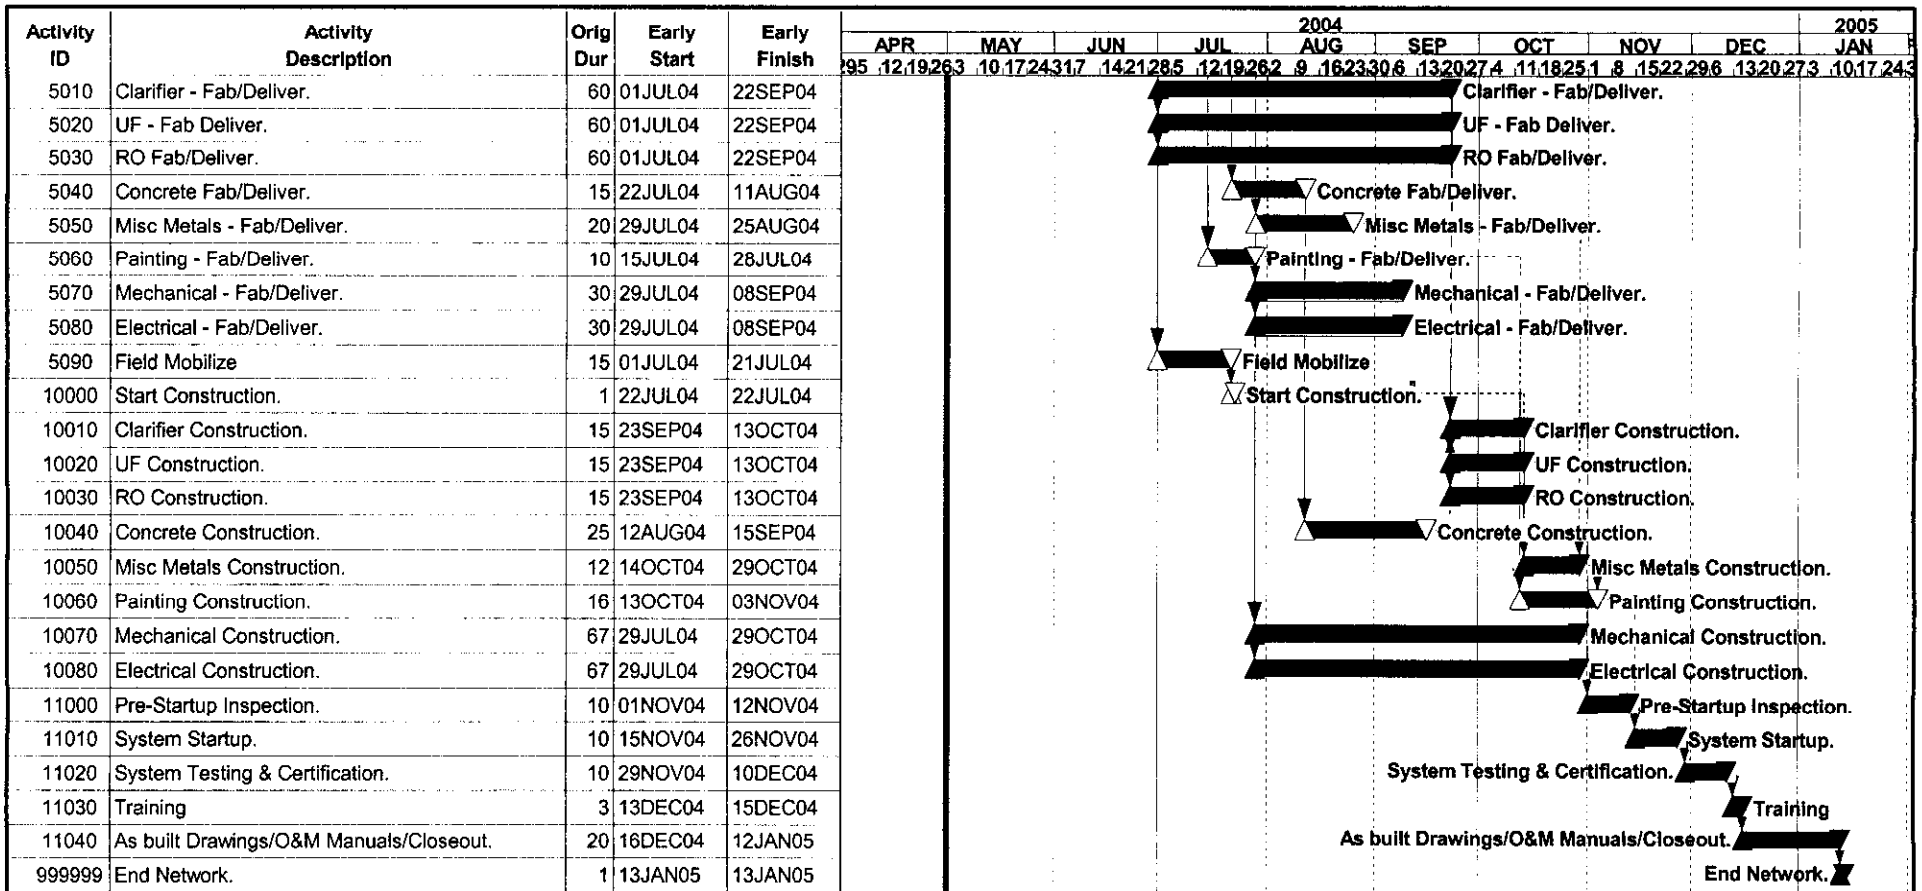 Activity ID Activity Description Orig Dur Early Start Early Finish 2004 2005
APR MAY JUN JUL AUG SEP OCT NOV DEC JAN
5010 Clarifier - Fab/Deliver. 60 01JUL04 22SEP04 Clarifier - Fab/Deliver.
5020 UF - Fab Deliver. 60 01JUL04 22SEP04 UF - Fab Deliver.
5030 RO Fab/Deliver. 60 01JUL04 22SEP04 RO Fab/Deliver.
5040 Concrete Fab/Deliver. 15 22JUL04 11AUG04 Concrete Fab/Deliver.
5050 Misc Metals - Fab/Deliver. 20 29JUL04 25AUG04 Misc Metals - Fab/Deliver.
5060 Painting - Fab/Deliver. 10 15JUL04 28JUL04 Painting - Fab/Deliver.
5070 Mechanical - Fab/Deliver. 30 29JUL04 08SEP04 Mechanical - Fab/Deliver.
5080 Electrical - Fab/Deliver. 30 29JUL04 08SEP04 Electrical - Fab/Deliver.
5090 Field Mobilize 15 01JUL04 21JUL04 Field Mobilize
10000 Start Construction. 1 22JUL04 22JUL04 Start Construction.
10010 Clarifier Construction. 15 23SEP04 13OCT04 Clarifier Construction.
10020 UF Construction. 15 23SEP04 13OCT04 UF Construction.
10030 RO Construction. 15 23SEP04 13OCT04 RO Construction.
10040 Concrete Construction. 25 12AUG04 15SEP04 Concrete Construction.
10050 Misc Metals Construction. 12 14OCT04 29OCT04 Misc Metals Construction.
10060 Painting Construction. 16 13OCT04 03NOV04 Painting Construction.
10070 Mechanical Construction. 67 29JUL04 29OCT04 Mechanical Construction.
10080 Electrical Construction. 67 29JUL04 29OCT04 Electrical Construction.
11000 Pre-Startup Inspection. 10 01NOV04 12NOV04 Pre-Startup Inspection.
11010 System Startup. 10 15NOV04 26NOV04 System Startup.
11020 System Testing & Certification. 10 29NOV04 10DEC04 System Testing & Certification.
11030 Training 3 13DEC04 15DEC04 Training
11040 As built Drawings/O&M Manuals/Closeout. 20 16DEC04 12JAN05 As built Drawings/O&M Manuals/Closeout.
999999 End Network. 1 13JAN05 13JAN05 End Network.